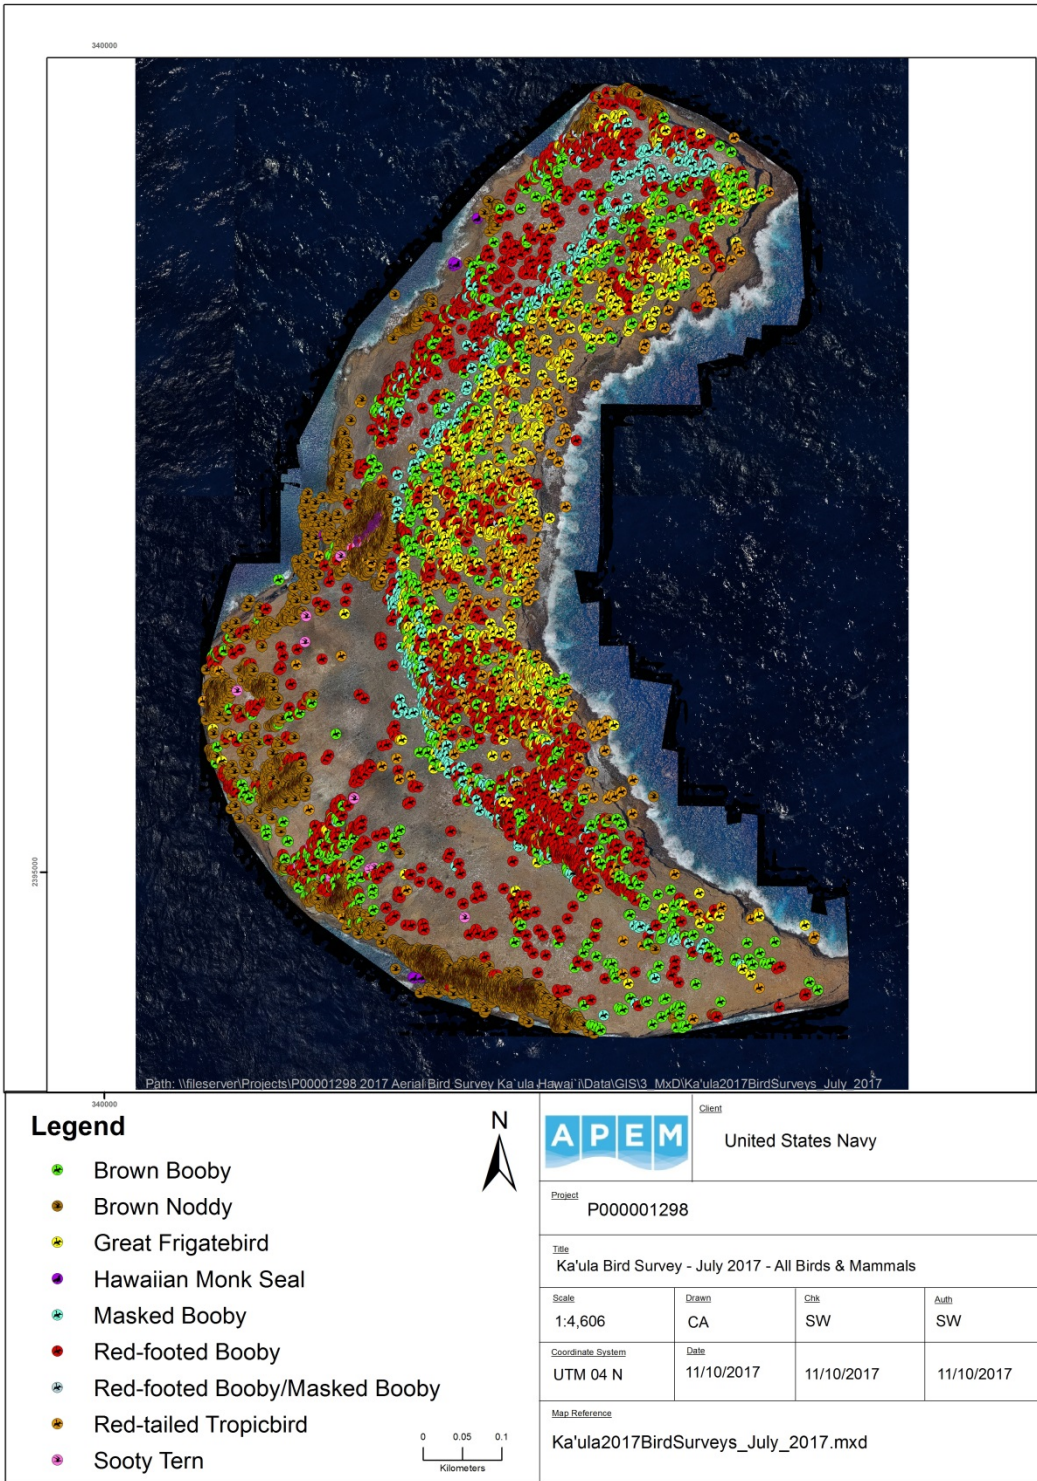 340000
2395000
Path: \\fileserver\Projects\P00001298 2017 Aerial Bird Survey Ka`ula Hawai`i\Data\GIS\3_MxD\Ka'ula2017BirdSurveys_July_2017
340000
Legend
Brown Booby
Brown Noddy
Great Frigatebird
Hawaiian Monk Seal
Masked Booby
Red-footed Booby
Red-footed Booby/Masked Booby
Red-tailed Tropicbird
Sooty Tern
N
0 0.05 0.1
Kilometers
APEM
Client
United States Navy
Project
P000001298
Title
Ka'ula Bird Survey - July 2017 - All Birds & Mammals
Scale
1:4,606
Drawn
CA
Chk
SW
Auth
SW
Coordinate System
UTM 04 N
Date
11/10/2017
11/10/2017
11/10/2017
Map Reference
Ka'ula2017BirdSurveys_July_2017.mxd